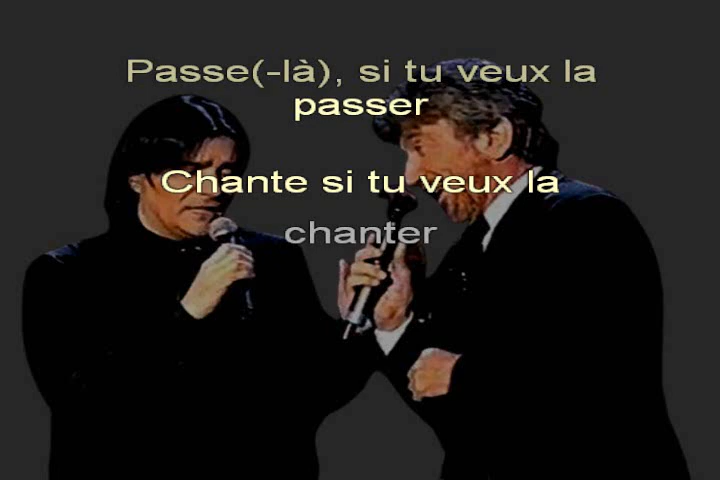 Passe(-là), si tu veux la
passer
Chante si tu veux la
chanter